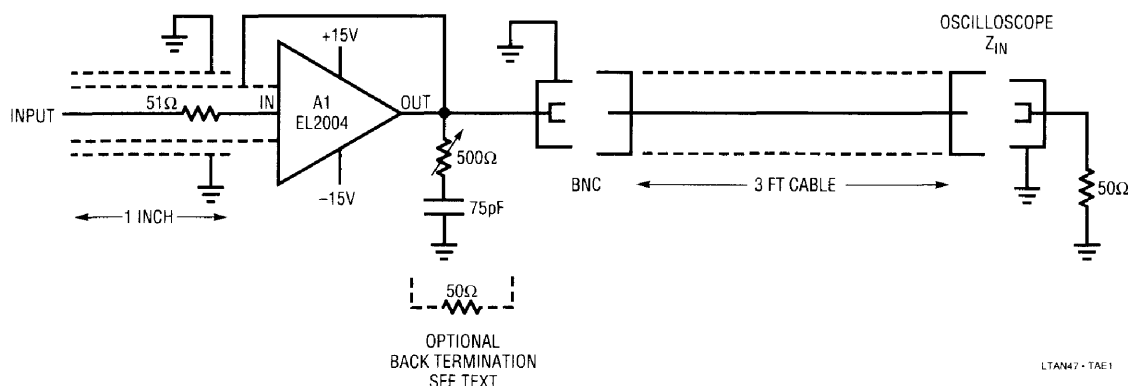 OSCILLOSCOPE
Z_IN
+15V
51Ω
INPUT
IN
A1
EL2004
OUT
500Ω
−15V
75pF
1 INCH
BNC
3 FT CABLE
50Ω
50Ω
OPTIONAL
BACK TERMINATION
SEE TEXT
LTAN47 • TAE1